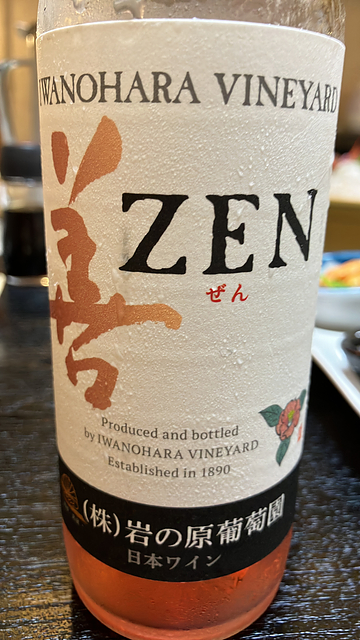 IWANOHARA VINEYARD
善
ZEN
ぜん
Produced and bottled
by IWANOHARA VINEYARD
Established in 1890
(株)岩の原葡萄園
日本ワイン